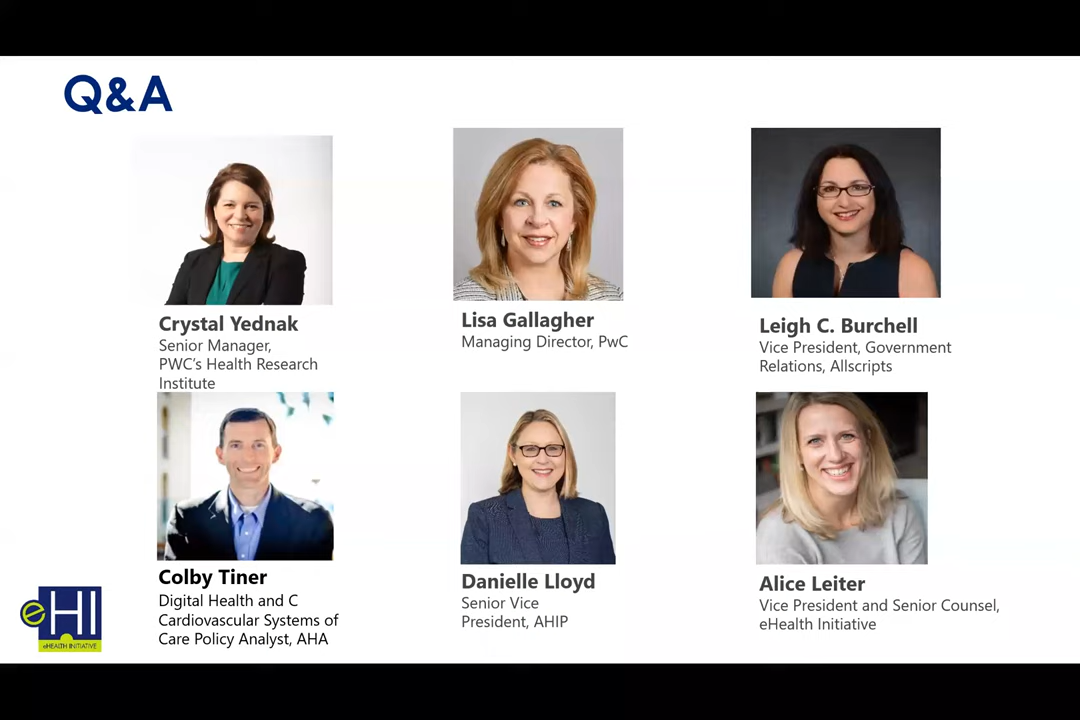 Q&A
Crystal Yednak
Senior Manager,
PWC's Health Research
Institute
Lisa Gallagher
Managing Director, PwC
Leigh C. Burchell
Vice President, Government
Relations, Allscripts
Colby Tiner
Digital Health and C
Cardiovascular Systems of
Care Policy Analyst, AHA
Danielle Lloyd
Senior Vice
President, AHIP
Alice Leiter
Vice President and Senior Counsel,
eHealth Initiative
eHI
eHEALTH INITIATIVE